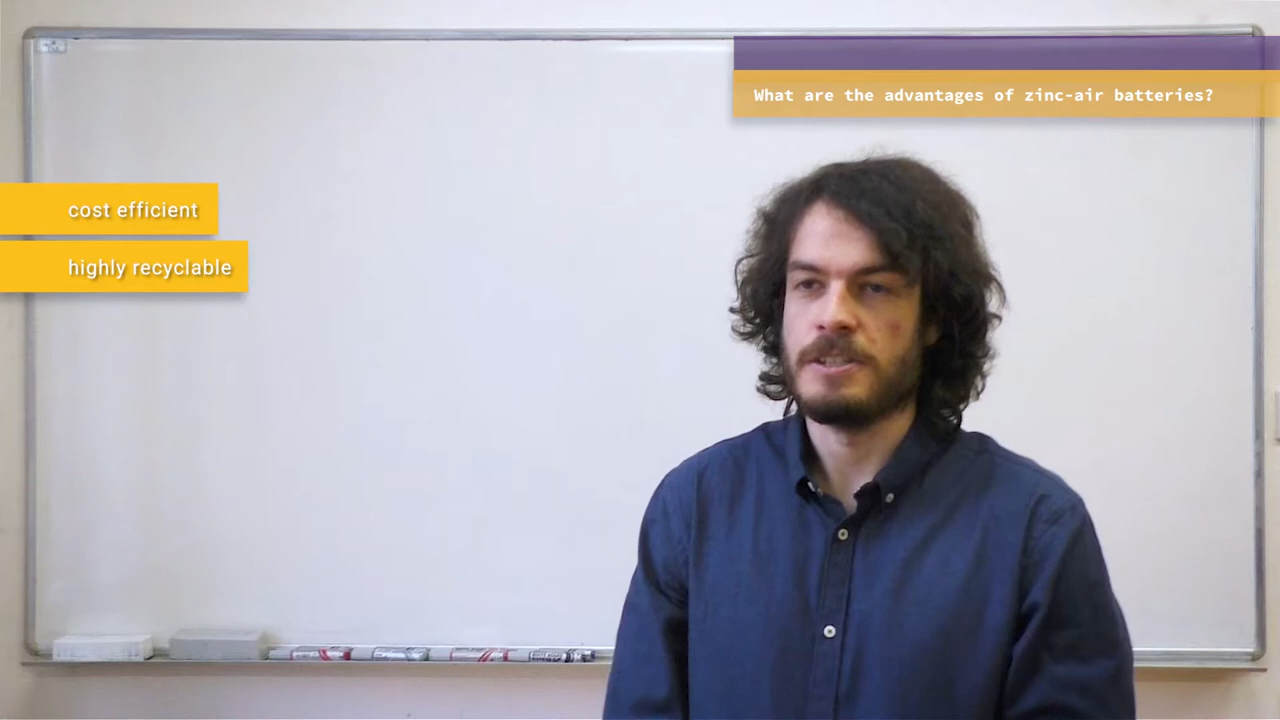 What are the advantages of zinc-air batteries?
cost efficient
highly recyclable